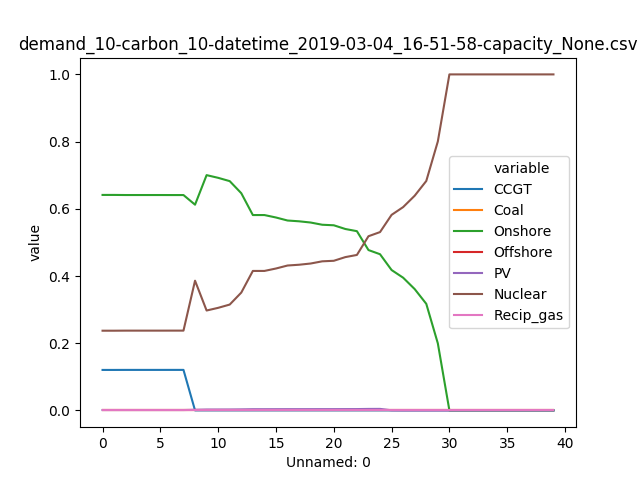 demand_10-carbon_10-datetime_2019-03-04_16-51-58-capacity_None.csv
1.0
0.8
0.6
0.4
0.2
0.0
value
variable
CCGT
Coal
Onshore
Offshore
PV
Nuclear
Recip_gas
0 5 10 15 20 25 30 35 40
Unnamed: 0